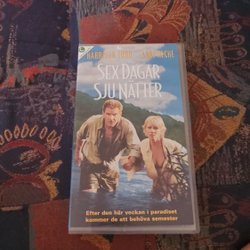 SEX DAGAR
SJU NÄTTER
Efter den här veckan i paradiset
kommer de att behöva semester